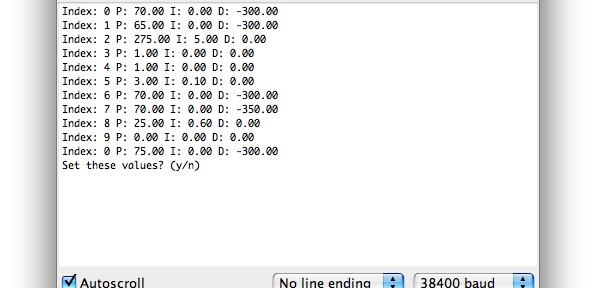 Index: 0 P: 70.00 I: 0.00 D: -300.00
Index: 1 P: 65.00 I: 0.00 D: -300.00
Index: 2 P: 275.00 I: 5.00 D: 0.00
Index: 3 P: 1.00 I: 0.00 D: 0.00
Index: 4 P: 1.00 I: 0.00 D: 0.00
Index: 5 P: 3.00 I: 0.10 D: 0.00
Index: 6 P: 70.00 I: 0.00 D: -300.00
Index: 7 P: 70.00 I: 0.00 D: -350.00
Index: 8 P: 25.00 I: 0.60 D: 0.00
Index: 9 P: 0.00 I: 0.00 D: 0.00
Index: 0 P: 75.00 I: 0.00 D: -300.00
Set these values? (y/n)
Autoscroll No line ending 38400 baud